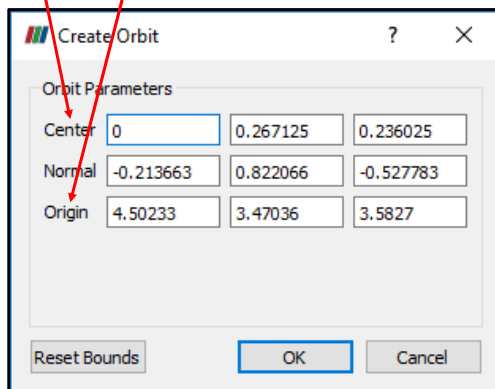 Create Orbit ? ×
Orbit Parameters
Center 0 0.267125 0.236025
Normal -0.213663 0.822066 -0.527783
Origin 4.50233 3.47036 3.5827
Reset Bounds OK Cancel